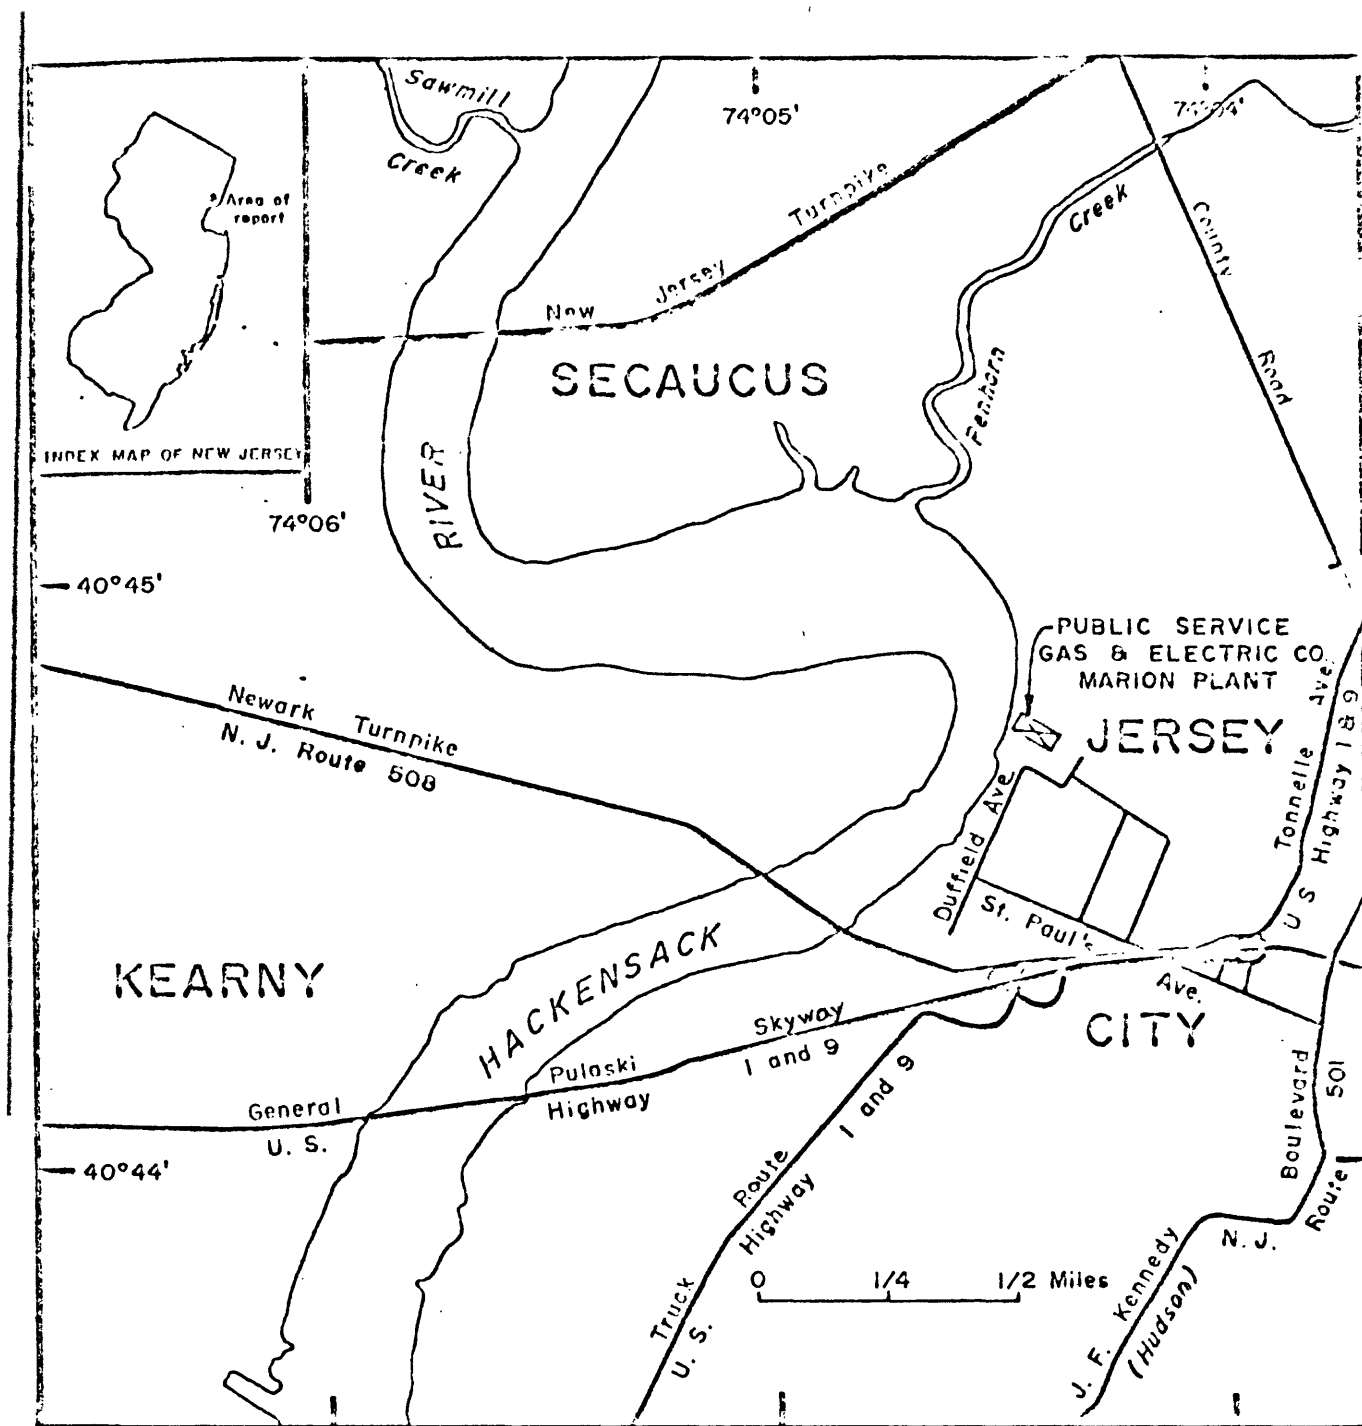 Sawmill
Creek
74°05'
74°04'
Area of
report
INDEX MAP OF NEW JERSEY
74°06'
New Jersey Turnpike
Creek
Penhorn
County Road
SECAUCUS
RIVER
40°45'
PUBLIC SERVICE
GAS & ELECTRIC CO.
MARION PLANT
JERSEY
Newark Turnpike
N. J. Route 508
Tonnelle Ave.
U S Highway 1 & 9
Duffield Ave.
St. Paul's Ave.
KEARNY
HACKENSACK
CITY
General Pulaski Skyway
U. S. Highway 1 and 9
40°44'
Truck Route 1 and 9
U. S. Highway
Boulevard
501
N. J. Route
J. F. Kennedy
(Hudson)
0 1/4 1/2 Miles